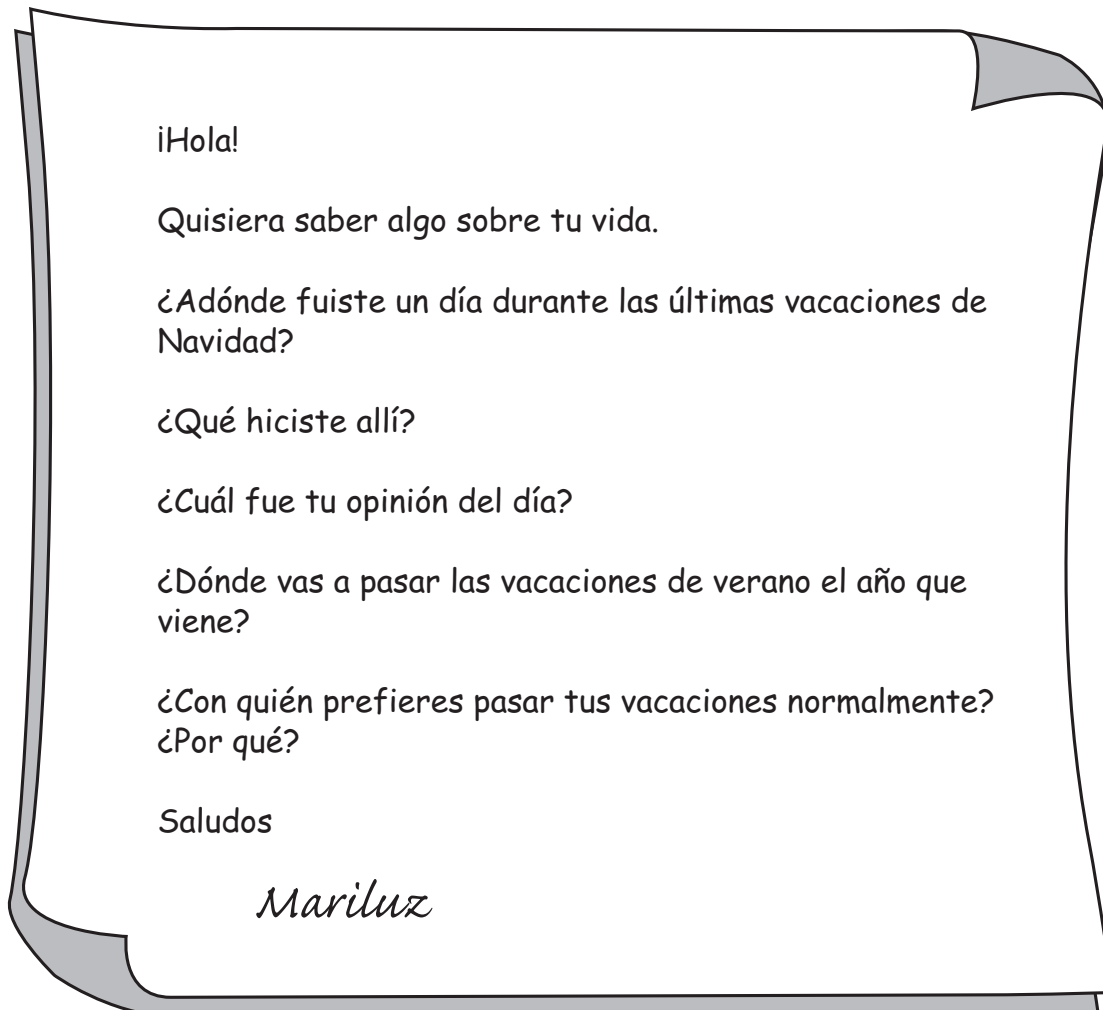 ¡Hola!
Quisiera saber algo sobre tu vida.
¿Adónde fuiste un día durante las últimas vacaciones de
Navidad?
¿Qué hiciste allí?
¿Cuál fue tu opinión del día?
¿Dónde vas a pasar las vacaciones de verano el año que
viene?
¿Con quién prefieres pasar tus vacaciones normalmente?
¿Por qué?
Saludos
Mariluz